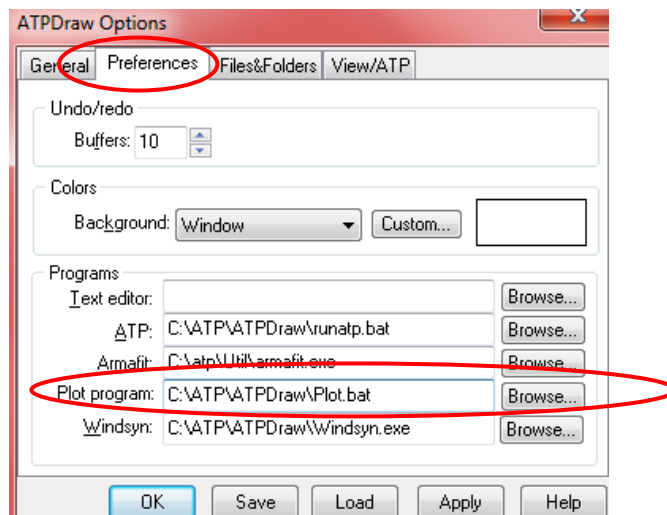 ATPDraw Options
General Preferences Files&Folders View/ATP
Undo/redo
Buffers: 10
Colors
Background: Window Custom...
Programs
Text editor: Browse...
ATP: C:\ATP\ATPDraw\runatp.bat Browse...
Armafit: C:\atp\Util\armafit.exe Browse...
Plot program: C:\ATP\ATPDraw\Plot.bat Browse...
Windsyn: C:\ATP\ATPDraw\Windsyn.exe Browse...
OK Save Load Apply Help